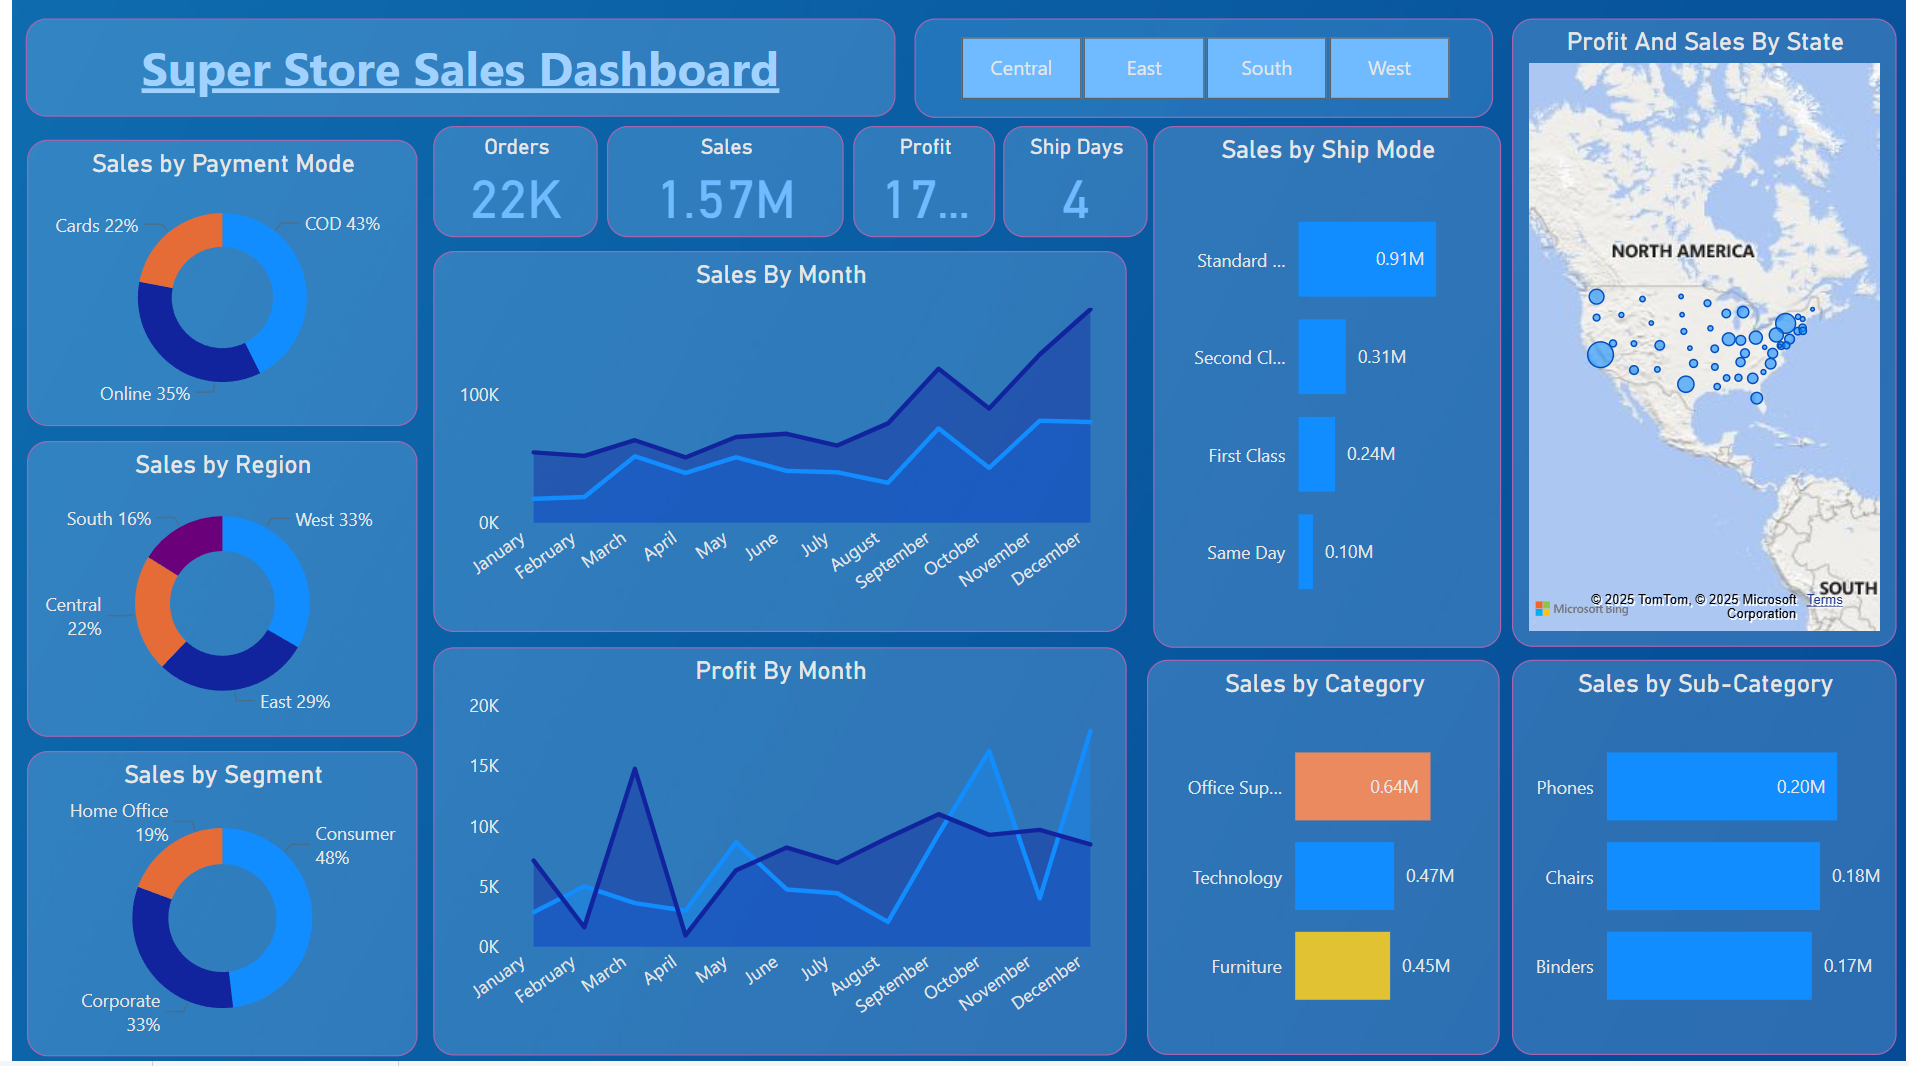 Super Store Sales Dashboard
Central East South West
Profit And Sales By State
NORTH AMERICA
SOUTH
Microsoft Bing
© 2025 TomTom, © 2025 Microsoft Corporation Terms
Orders
22K
Sales
1.57M
Profit
17...
Ship Days
4
Sales by Payment Mode
Cards 22%
COD 43%
Online 35%
Sales by Region
South 16%
West 33%
Central
22%
East 29%
Sales by Segment
Home Office
19%
Consumer
48%
Corporate
33%
Sales By Month
100K
0K
January February March April May June July August September October November December
Profit By Month
20K
15K
10K
5K
0K
January February March April May June July August September October November December
Sales by Ship Mode
Standard ... 0.91M
Second Cl... 0.31M
First Class 0.24M
Same Day 0.10M
Sales by Category
Office Sup... 0.64M
Technology 0.47M
Furniture 0.45M
Sales by Sub-Category
Phones 0.20M
Chairs 0.18M
Binders 0.17M